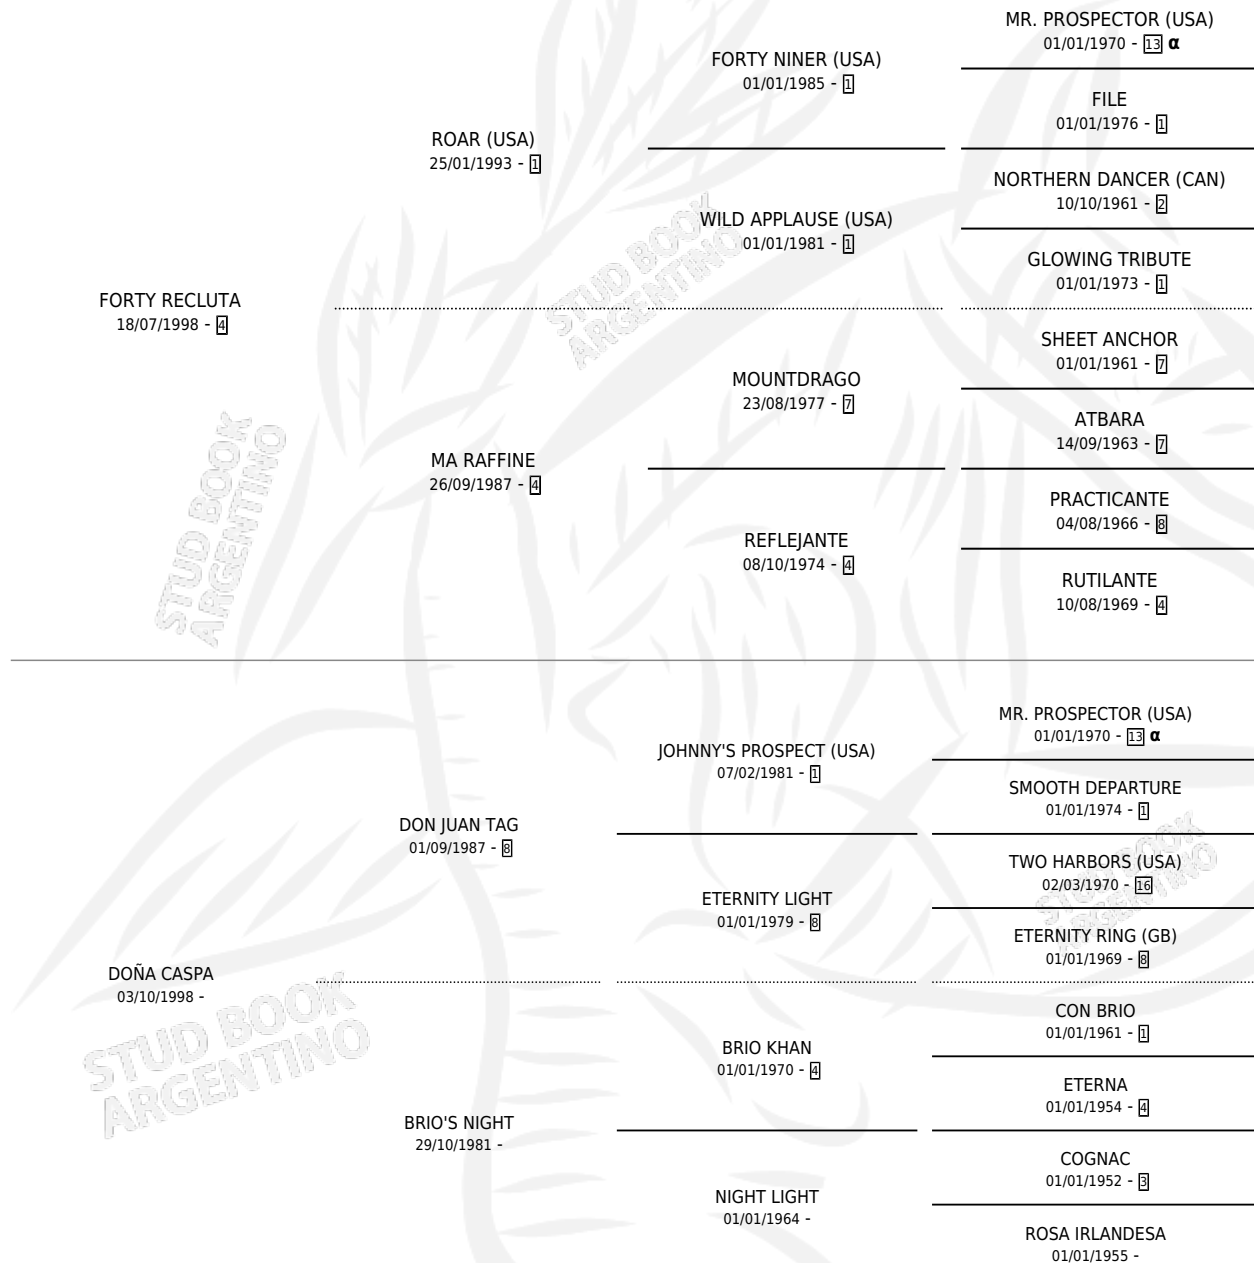 MR. PROSPECTOR (USA)
01/01/1970 - 13 α
FORTY NINER (USA)
01/01/1985 - 1
FILE
01/01/1976 - 1
ROAR (USA)
25/01/1993 - 1
NORTHERN DANCER (CAN)
10/10/1961 - 2
WILD APPLAUSE (USA)
01/01/1981 - 1
GLOWING TRIBUTE
01/01/1973 - 1
FORTY RECLUTA
18/07/1998 - 4
SHEET ANCHOR
01/01/1961 - 7
MOUNTDRAGO
23/08/1977 - 7
ATBARA
14/09/1963 - 7
MA RAFFINE
26/09/1987 - 4
PRACTICANTE
04/08/1966 - 8
REFLEJANTE
08/10/1974 - 4
RUTILANTE
10/08/1969 - 4
MR. PROSPECTOR (USA)
01/01/1970 - 13 α
JOHNNY'S PROSPECT (USA)
07/02/1981 - 1
SMOOTH DEPARTURE
01/01/1974 - 1
DON JUAN TAG
01/09/1987 - 8
TWO HARBORS (USA)
02/03/1970 - 16
ETERNITY LIGHT
01/01/1979 - 8
ETERNITY RING (GB)
01/01/1969 - 8
DOÑA CASPA
03/10/1998 -
CON BRIO
01/01/1961 - 1
BRIO KHAN
01/01/1970 - 4
ETERNA
01/01/1954 - 4
BRIO'S NIGHT
29/10/1981 -
COGNAC
01/01/1952 - 3
NIGHT LIGHT
01/01/1964 -
ROSA IRLANDESA
01/01/1955 -
STUD BOOK
ARGENTINO
STUD BOOK
ARGENTINO
STUD BOOK
ARGENTINO
STUD BOOK
ARGENTINO